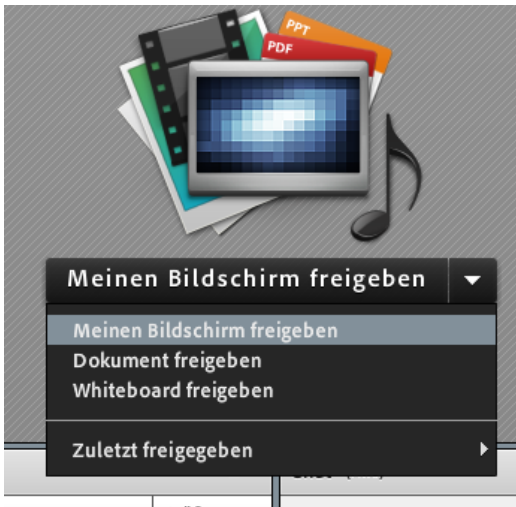 PPT
PDF
Meinen Bildschirm freigeben
Meinen Bildschirm freigeben
Dokument freigeben
Whiteboard freigeben
Zuletzt freigegeben